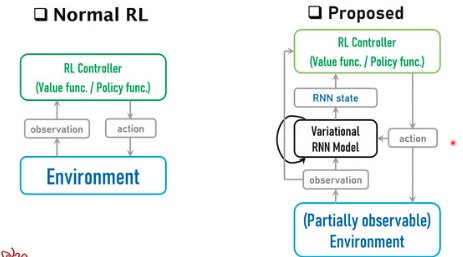 Normal RL
RL Controller
(Value func. / Policy func.)
observation
action
Environment
Proposed
RL Controller
(Value func. / Policy func.)
RNN state
Variational
RNN Model
action
observation
(Partially observable)
Environment